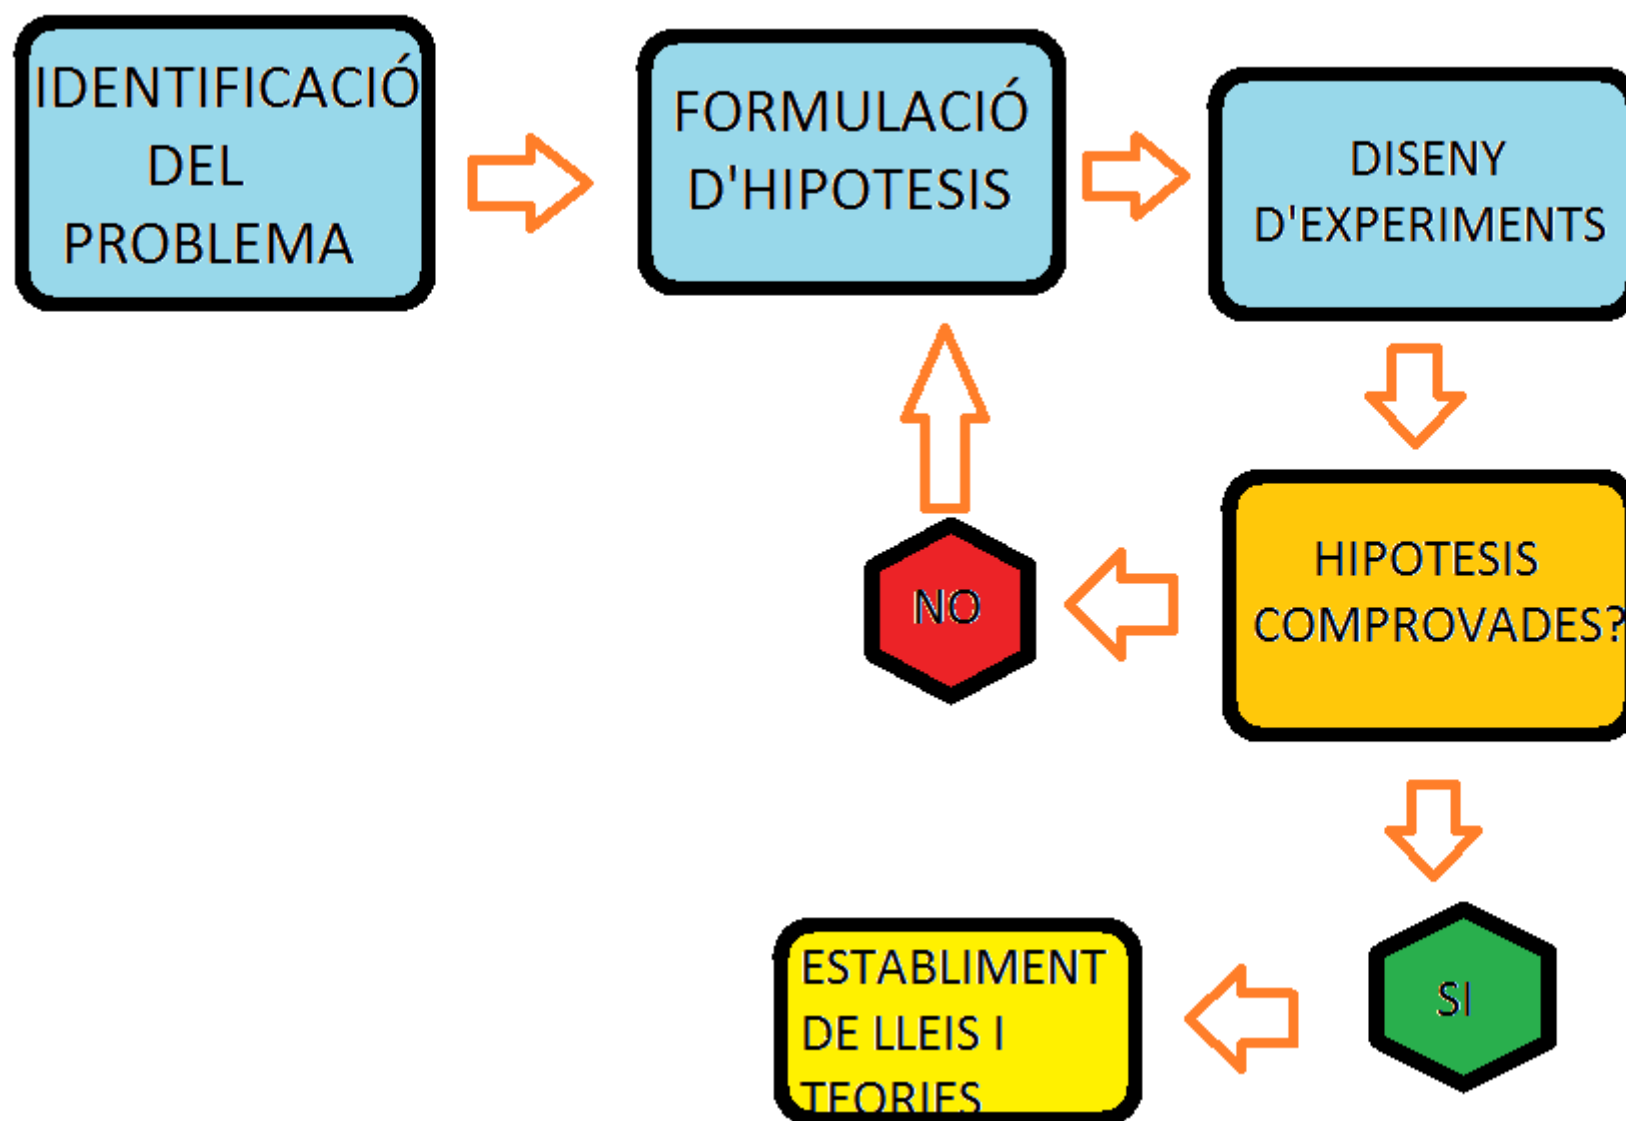 IDENTIFICACIÓ
DEL
PROBLEMA
FORMULACIÓ
D'HIPOTESIS
DISENY
D'EXPERIMENTS
HIPOTESIS
COMPROVADES?
NO
SI
ESTABLIMENT
DE LLEIS I
TEORIES